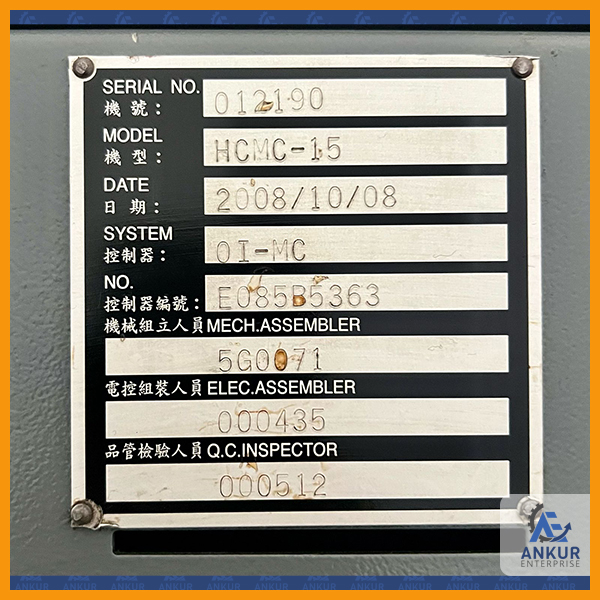 SERIAL NO.
機 號： 012190
MODEL
機 型： HCMC-15
DATE
日 期： 2008/10/08
SYSTEM
控制器： 0I-MC
NO.
控制器編號： E085B5363
機械組立人員 MECH.ASSEMBLER
5G0071
電控組裝人員 ELEC.ASSEMBLER
000435
品管檢驗人員 Q.C.INSPECTOR
000512
ANKUR
ENTERPRISE